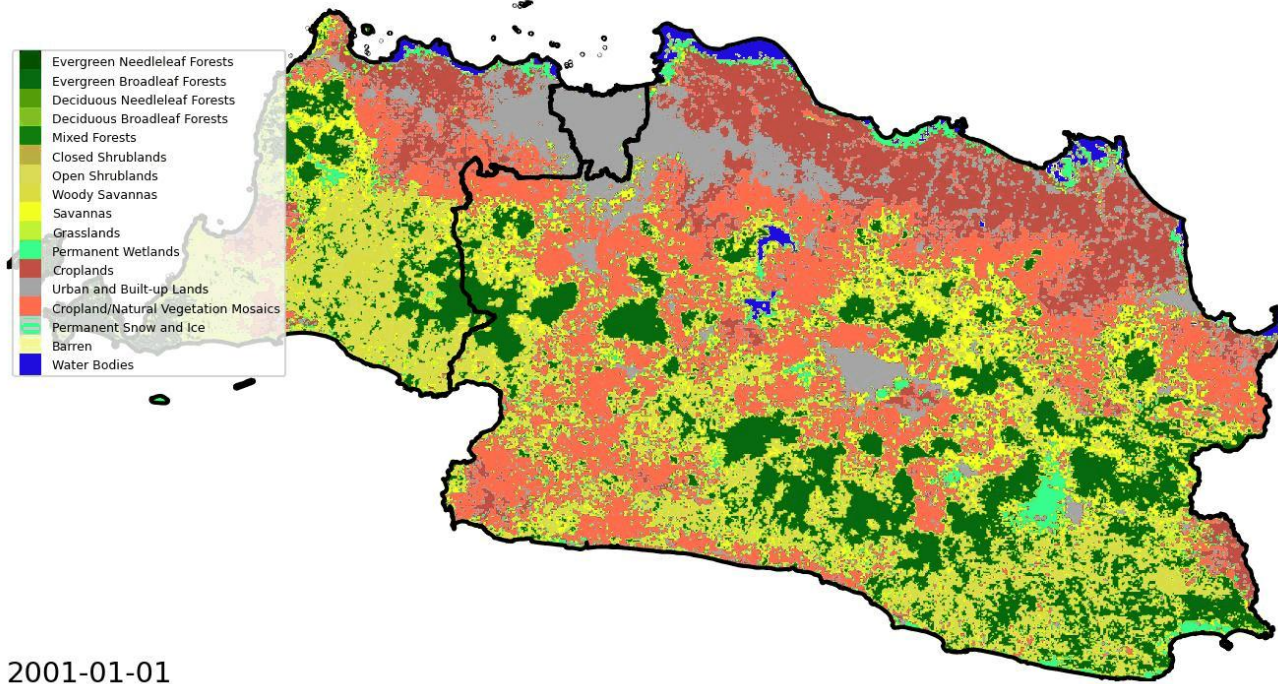 Evergreen Needleleaf Forests
Evergreen Broadleaf Forests
Deciduous Needleleaf Forests
Deciduous Broadleaf Forests
Mixed Forests
Closed Shrublands
Open Shrublands
Woody Savannas
Savannas
Grasslands
Permanent Wetlands
Croplands
Urban and Built-up Lands
Cropland/Natural Vegetation Mosaics
Permanent Snow and Ice
Barren
Water Bodies
2001-01-01